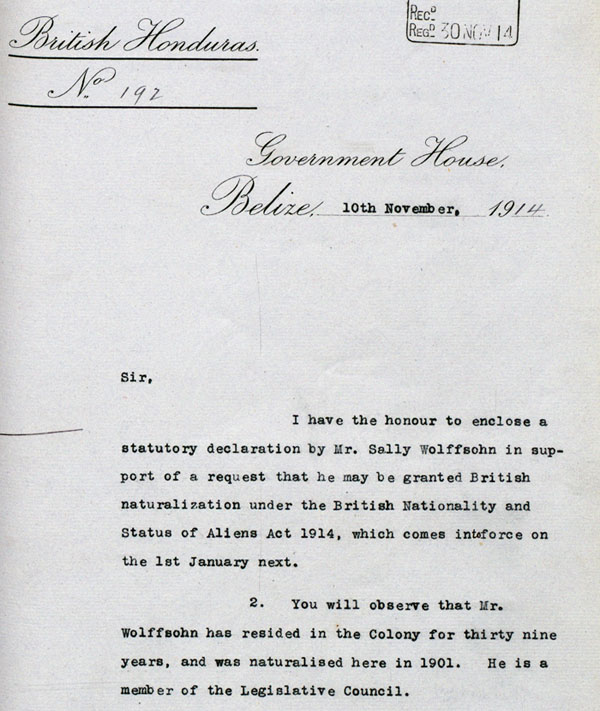 British Honduras.
RECD
REGD 30 NOV 14
No. 192
Government House,
Belize, 10th November, 1914
Sir,
I have the honour to enclose a
statutory declaration by Mr. Sally Wolffsohn in sup-
port of a request that he may be granted British
naturalization under the British Nationality and
Status of Aliens Act 1914, which comes into force on
the 1st January next.
2. You will observe that Mr.
Wolffsohn has resided in the Colony for thirty nine
years, and was naturalised here in 1901. He is a
member of the Legislative Council.